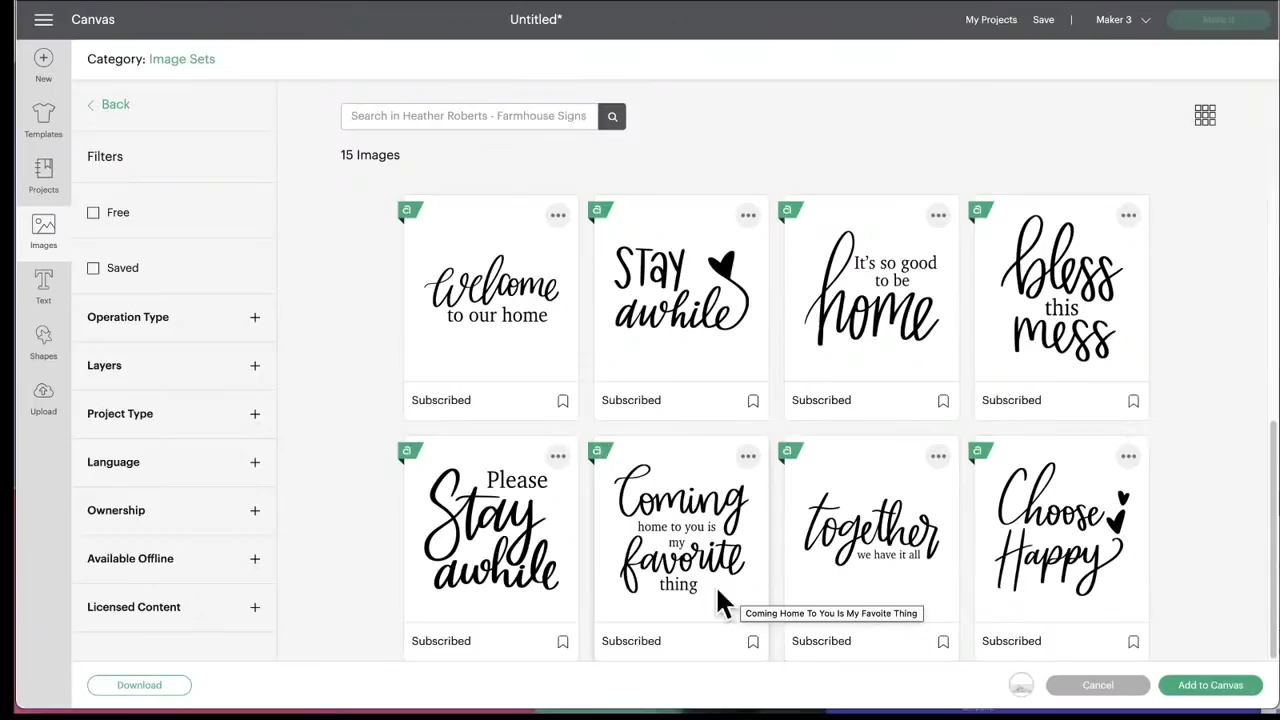 Canvas
Untitled*
My Projects
Save
Maker 3
Make It
Category: Image Sets
New
Templates
Projects
Images
Text
Shapes
Upload
Back
Filters
Free
Saved
Operation Type
Layers
Project Type
Language
Ownership
Available Offline
Licensed Content
Search in Heather Roberts - Farmhouse Signs
15 Images
welcome
to our home
Subscribed
Stay
awhile
Subscribed
It's so good
to be
home
Subscribed
bless
this
mess
Subscribed
Please
Stay
awhile
Subscribed
Coming
home to you is
my
favorite
thing
Subscribed
together
we have it all
Subscribed
Choose
Happy
Subscribed
Coming Home To You Is My Favoite Thing
Download
Cancel
Add to Canvas